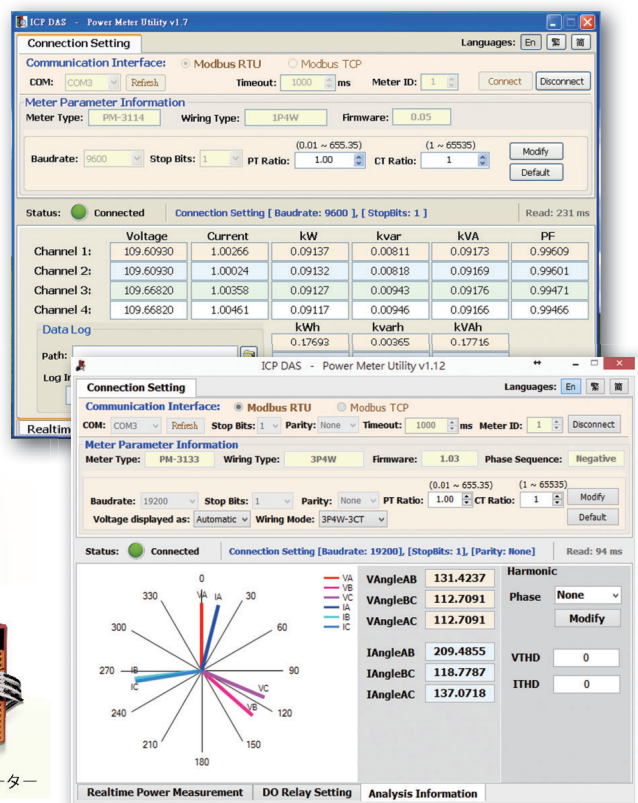 ICP DAS - Power Meter Utility v1.7
Connection Setting
Languages: En 繁 简
Communication Interface: Modbus RTU Modbus TCP
COM: COM3 Refresh Timeout: 1000 ms Meter ID: 1 Connect Disconnect
Meter Parameter Information
Meter Type: PM-3114 Wiring Type: 1P4W Firmware: 0.05
(0.01 ~ 655.35) (1 ~ 65535)
Baudrate: 9600 Stop Bits: 1 PT Ratio: 1.00 CT Ratio: 1 Modify
Default
Status: Connected Connection Setting [ Baudrate: 9600 ], [ StopBits: 1 ] Read: 231 ms
Voltage Current kW kvar kVA PF
Channel 1: 109.60930 1.00266 0.09137 0.00811 0.09173 0.99609
Channel 2: 109.60930 1.00024 0.09132 0.00818 0.09169 0.99601
Channel 3: 109.66820 1.00358 0.09127 0.00943 0.09176 0.99471
Channel 4: 109.66820 1.00461 0.09117 0.00946 0.09166 0.99466
Data Log kWh kvarh kVAh
0.17693 0.00365 0.17716
Path:
Log In
Realtim
ICP DAS - Power Meter Utility v1.12
Connection Setting
Languages: En 繁 简
Communication Interface: Modbus RTU Modbus TCP
COM: COM3 Refresh Stop Bits: 1 Parity: None Timeout: 1000 ms Meter ID: 1 Disconnect
Meter Parameter Information
Meter Type: PM-3133 Wiring Type: 3P4W Firmware: 1.03 Phase Sequence: Negative
(0.01 ~ 655.35) (1 ~ 65535)
Baudrate: 19200 Stop Bits: 1 Parity: None PT Ratio: 1.00 CT Ratio: 1 Modify
Voltage displayed as: Automatic Wiring Mode: 3P4W-3CT Default
Status: Connected Connection Setting [Baudrate: 19200], [StopBits: 1], [Parity: None] Read: 94 ms
0
30
60
90
120
150
180
210
240
270
300
330
VA
IA
VC
VB
IB
IC
VA
VB
VC
IA
IB
IC
VAngleAB 131.4237
VAngleBC 112.7091
VAngleAC 112.7091
IAngleAB 209.4855
IAngleBC 118.7787
IAngleAC 137.0718
Harmonic
Phase None
Modify
VTHD 0
ITHD 0
Realtime Power Measurement DO Relay Setting Analysis Information
ーター